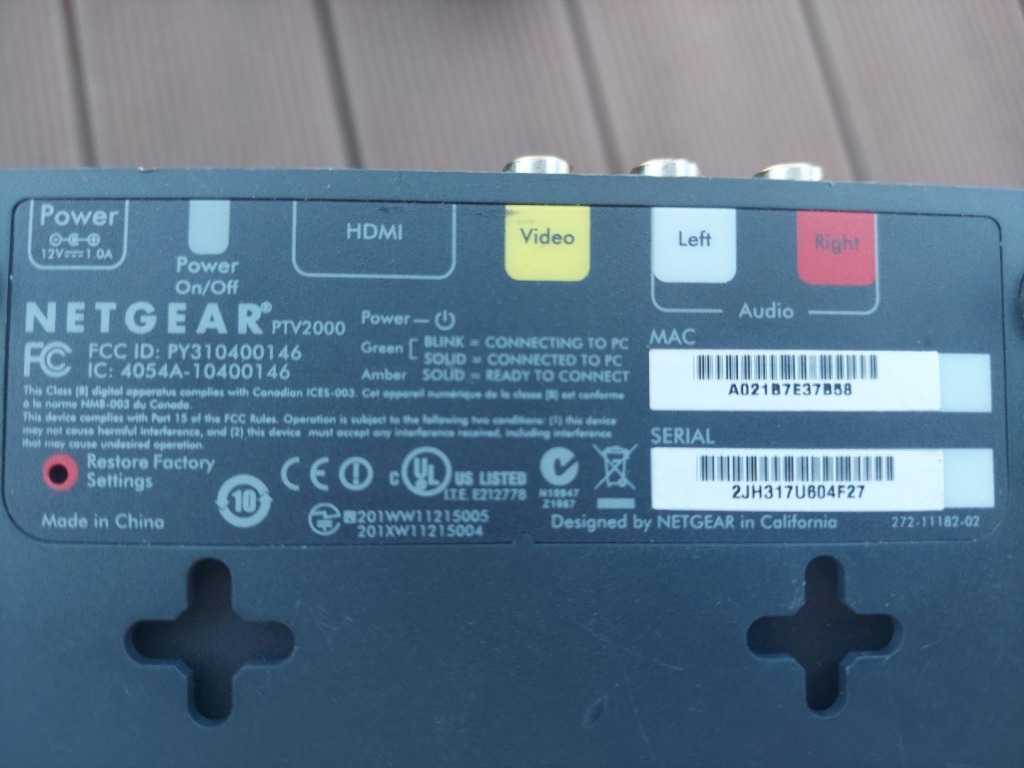 Power
12V 1.0A
Power
On/Off
HDMI
Video
Left
Right
Audio
NETGEAR® PTV2000
FCC ID: PY310400146
IC: 4054A-10400146
Power
Green BLINK = CONNECTING TO PC
SOLID = CONNECTED TO PC
Amber SOLID = READY TO CONNECT
This Class [B] digital apparatus complies with Canadian ICES-003. Cet appareil numérique de la classe [B] est conforme
à la norme NMB-003 du Canada.
This device complies with Part 15 of the FCC Rules. Operation is subject to the following two conditions: (1) this device
may not cause harmful interference, and (2) this device must accept any interference received, including interference
that may cause undesired operation.
MAC
A021B7E37B58
SERIAL
2JH317U604F27
Restore Factory
Settings
10
CE
C UL US LISTED
I.T.E. E212778
N10947
Z1067
Made in China
R 201WW11215005
201XW11215004
Designed by NETGEAR in California
272-11182-02